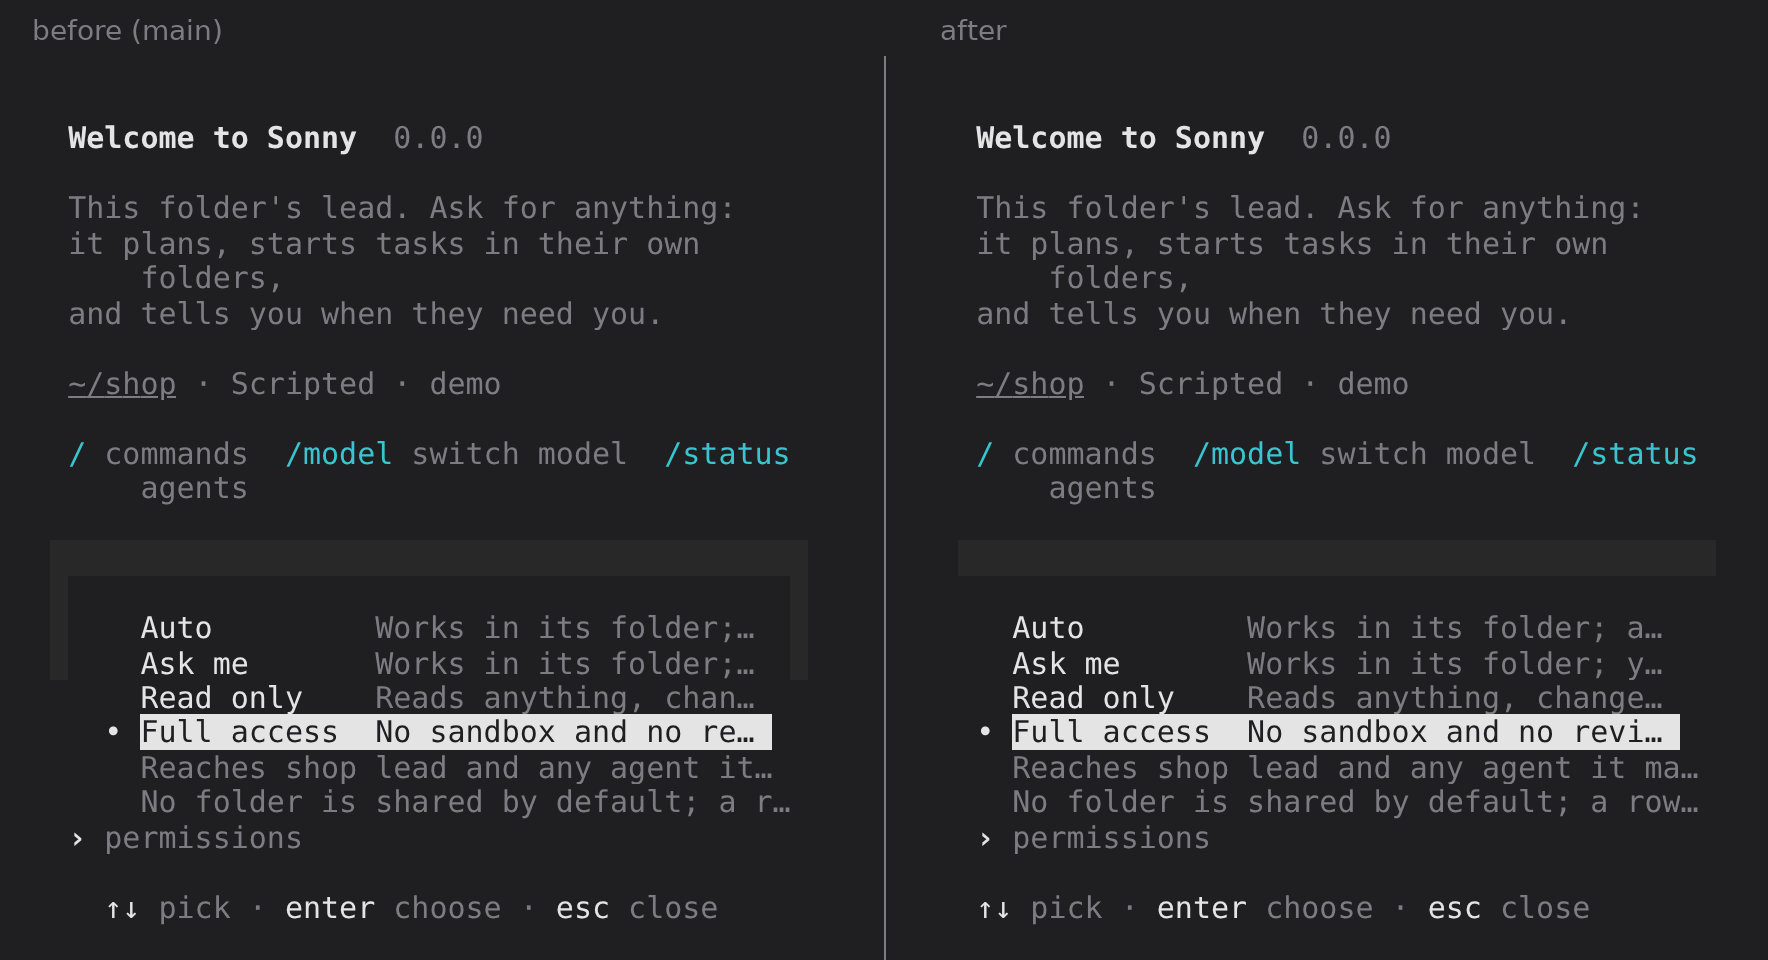 before (main)
Welcome to Sonny  0.0.0
This folder's lead. Ask for anything:
it plans, starts tasks in their own
folders,
and tells you when they need you.
~/shop · Scripted · demo
/ commands  /model switch model  /status
agents
Auto         Works in its folder;…
Ask me       Works in its folder;…
Read only    Reads anything, chan…
• Full access  No sandbox and no re…
Reaches shop lead and any agent it…
No folder is shared by default; a r…
› permissions
↑↓ pick · enter choose · esc close
after
Welcome to Sonny  0.0.0
This folder's lead. Ask for anything:
it plans, starts tasks in their own
folders,
and tells you when they need you.
~/shop · Scripted · demo
/ commands  /model switch model  /status
agents
Auto         Works in its folder; a…
Ask me       Works in its folder; y…
Read only    Reads anything, change…
• Full access  No sandbox and no revi…
Reaches shop lead and any agent it ma…
No folder is shared by default; a row…
› permissions
↑↓ pick · enter choose · esc close